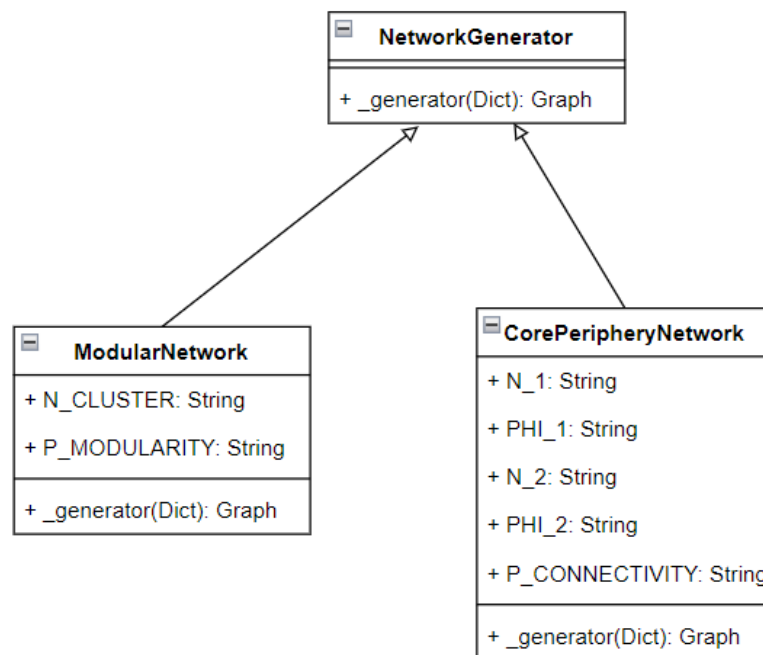 NetworkGenerator
+ _generator(Dict): Graph
ModularNetwork
+ N_CLUSTER: String
+ P_MODULARITY: String
+ _generator(Dict): Graph
CorePeripheryNetwork
+ N_1: String
+ PHI_1: String
+ N_2: String
+ PHI_2: String
+ P_CONNECTIVITY: String
+ _generator(Dict): Graph